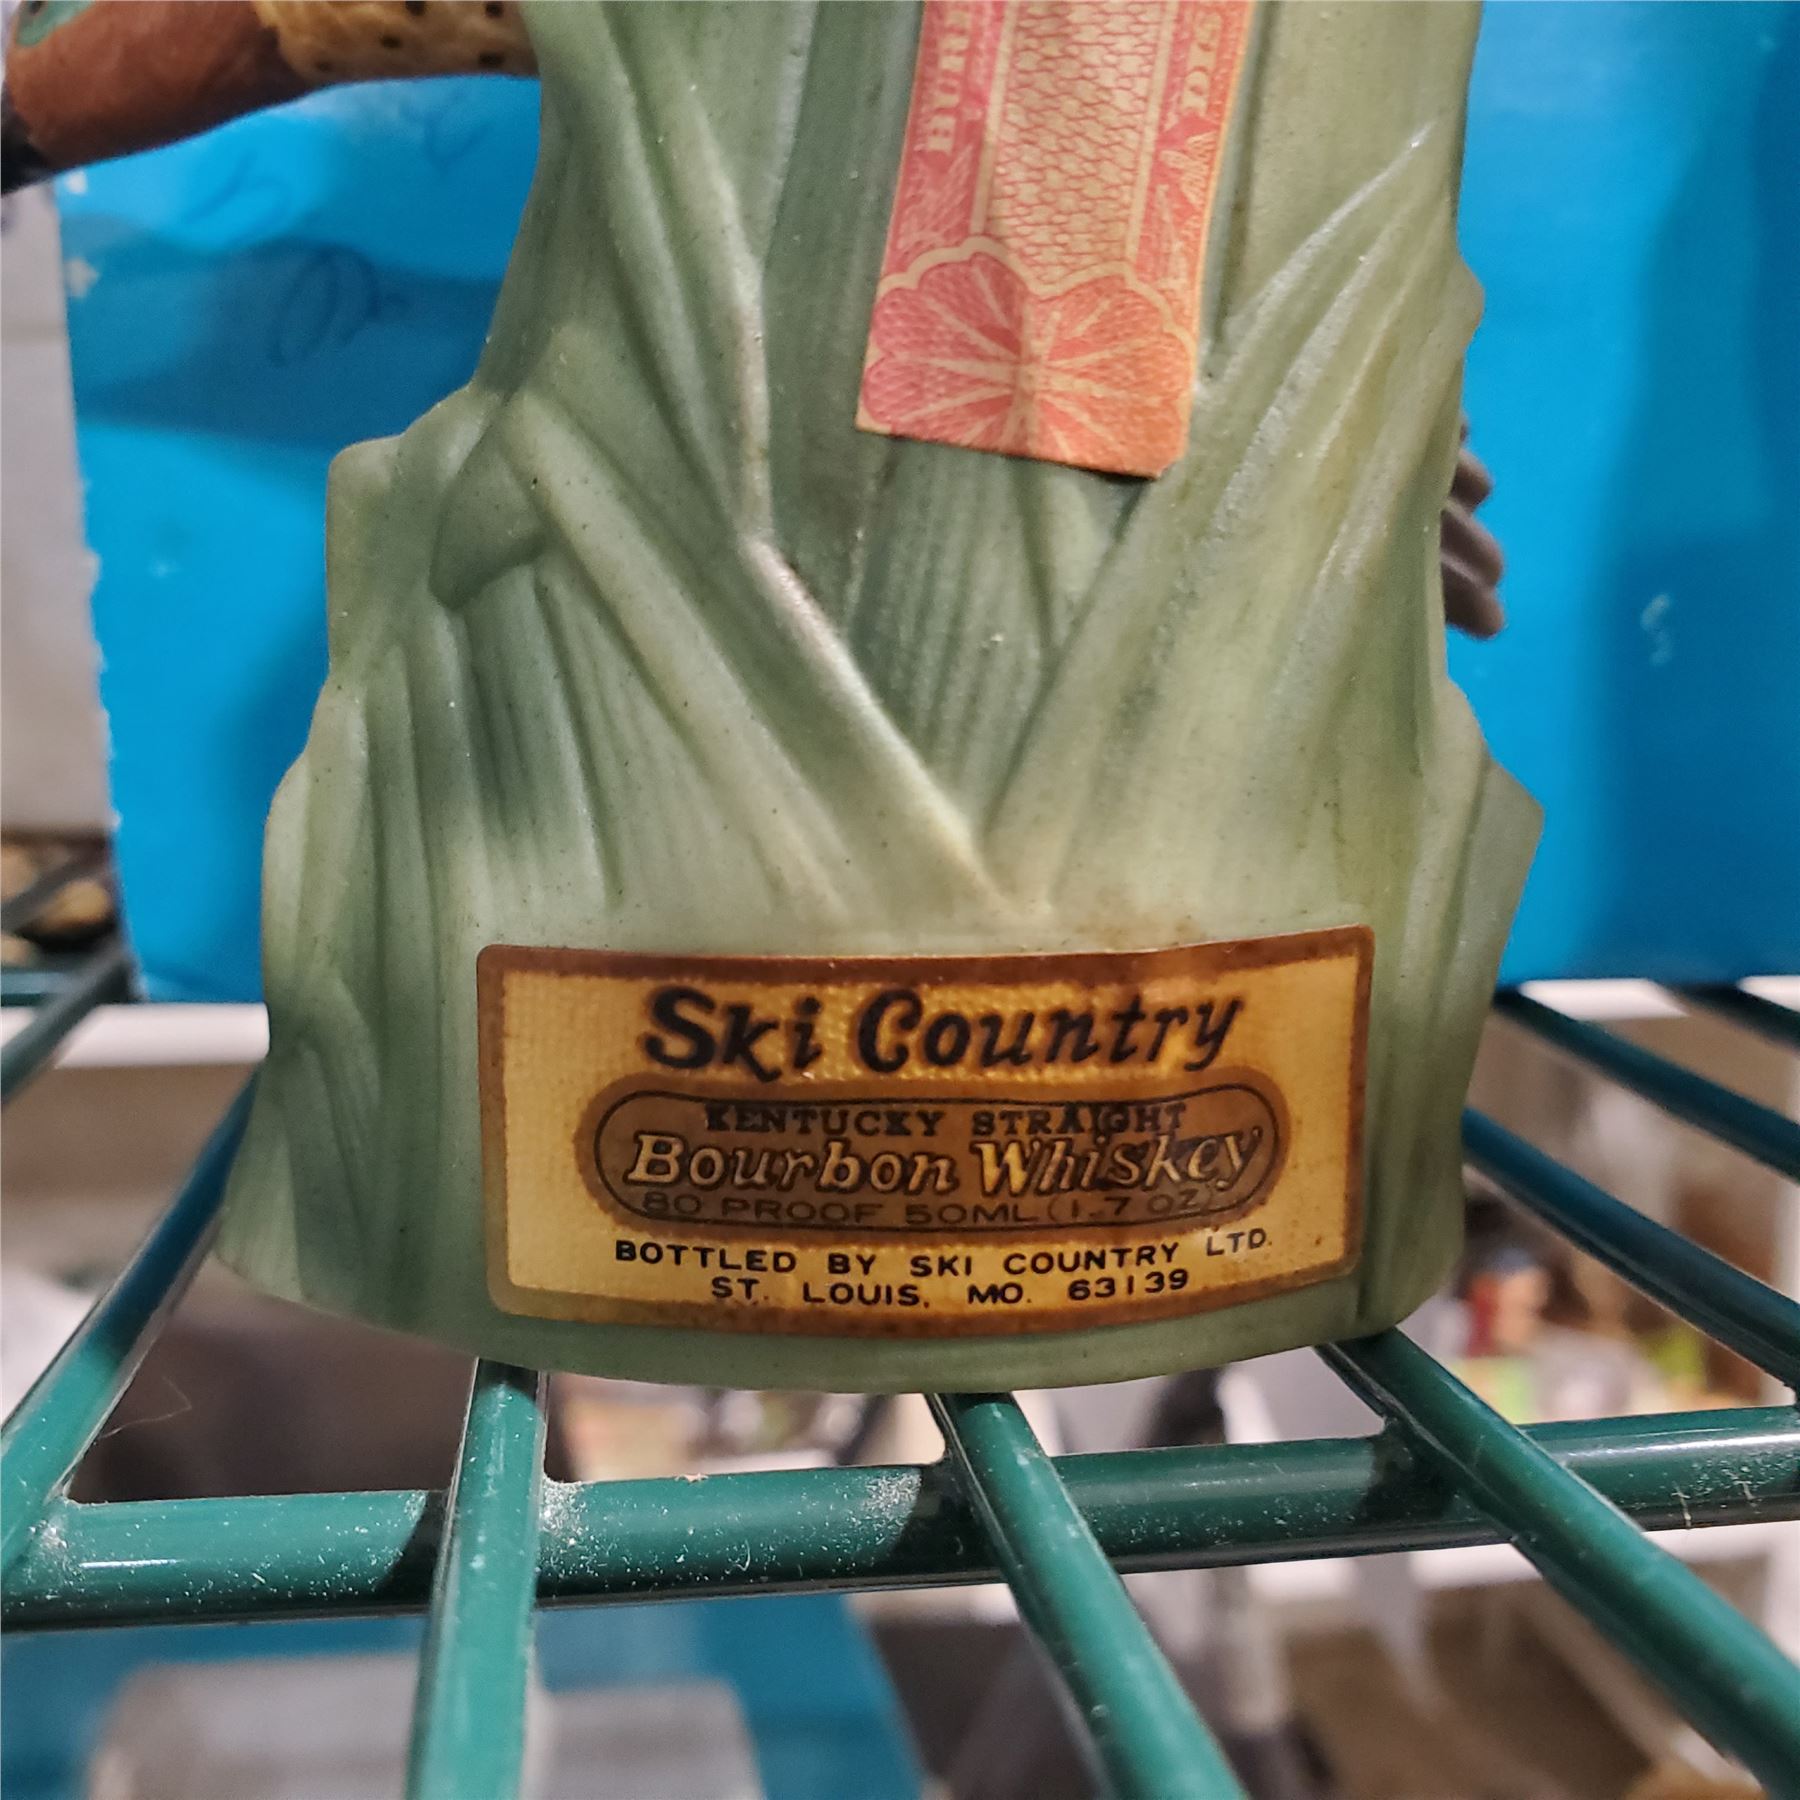 Ski Country
KENTUCKY STRAIGHT
Bourbon Whiskey
80 PROOF 50ML (1.7 OZ)
BOTTLED BY SKI COUNTRY LTD.
ST. LOUIS, MO. 63139